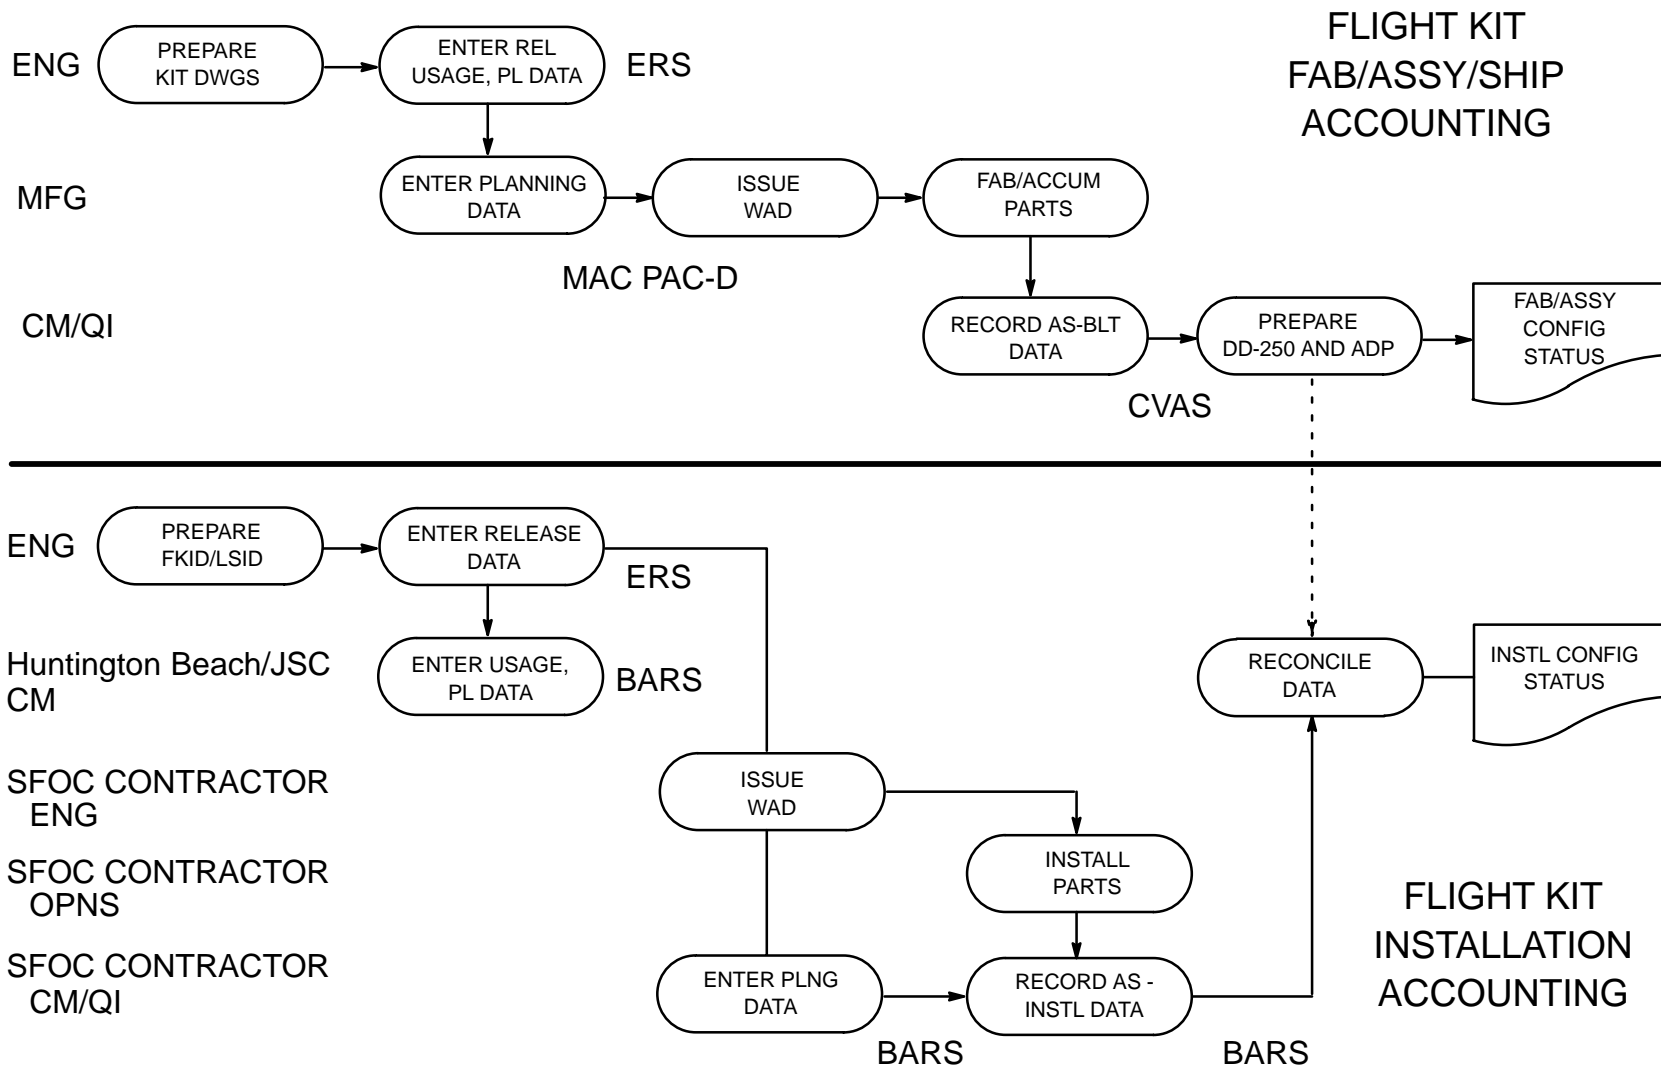 FLIGHT KIT
FAB/ASSY/SHIP
ACCOUNTING
ENG
PREPARE
KIT DWGS
ENTER REL
USAGE, PL DATA
ERS
MFG
ENTER PLANNING
DATA
ISSUE
WAD
FAB/ACCUM
PARTS
MAC PAC-D
CM/QI
RECORD AS-BLT
DATA
PREPARE
DD-250 AND ADP
FAB/ASSY
CONFIG
STATUS
CVAS
ENG
PREPARE
FKID/LSID
ENTER RELEASE
DATA
ERS
Huntington Beach/JSC
CM
ENTER USAGE,
PL DATA
BARS
RECONCILE
DATA
INSTL CONFIG
STATUS
SFOC CONTRACTOR
ENG
ISSUE
WAD
SFOC CONTRACTOR
OPNS
INSTALL
PARTS
FLIGHT KIT
INSTALLATION
ACCOUNTING
SFOC CONTRACTOR
CM/QI
ENTER PLNG
DATA
RECORD AS -
INSTL DATA
BARS
BARS